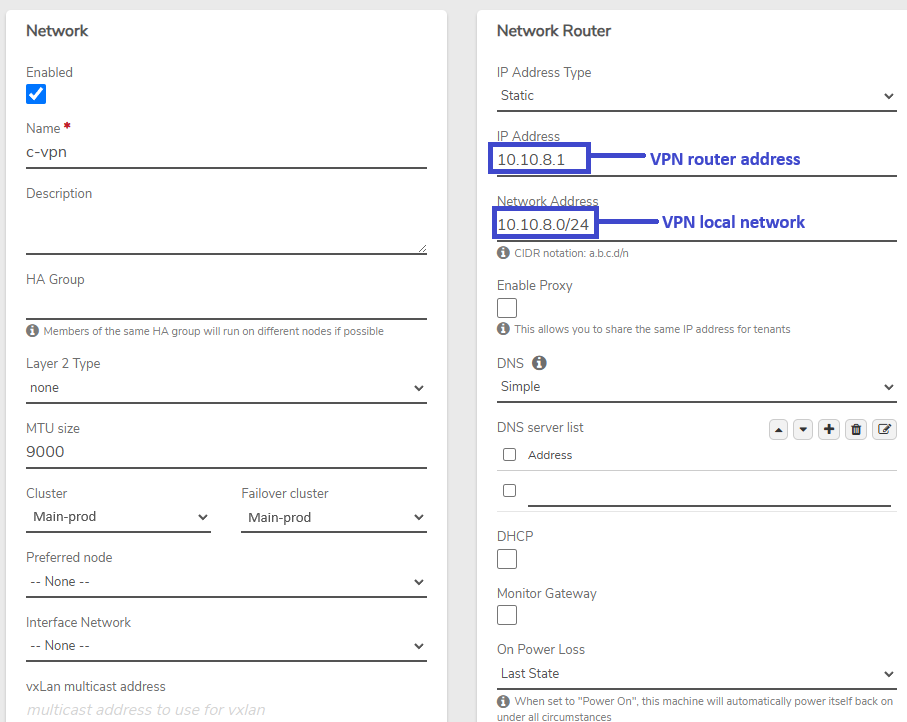 Network
Enabled
Name *
c-vpn
Description
HA Group
Members of the same HA group will run on different nodes if possible
Layer 2 Type
none
MTU size
9000
Cluster
Failover cluster
Main-prod
Main-prod
Preferred node
-- None --
Interface Network
-- None --
vxLan multicast address
multicast address to use for vxlan
Network Router
IP Address Type
Static
IP Address
10.10.8.1
VPN router address
Network Address
10.10.8.0/24
VPN local network
CIDR notation: a.b.c.d/n
Enable Proxy
This allows you to share the same IP address for tenants
DNS
Simple
DNS server list
Address
DHCP
Monitor Gateway
On Power Loss
Last State
When set to "Power On", this machine will automatically power itself back on
under all circumstances